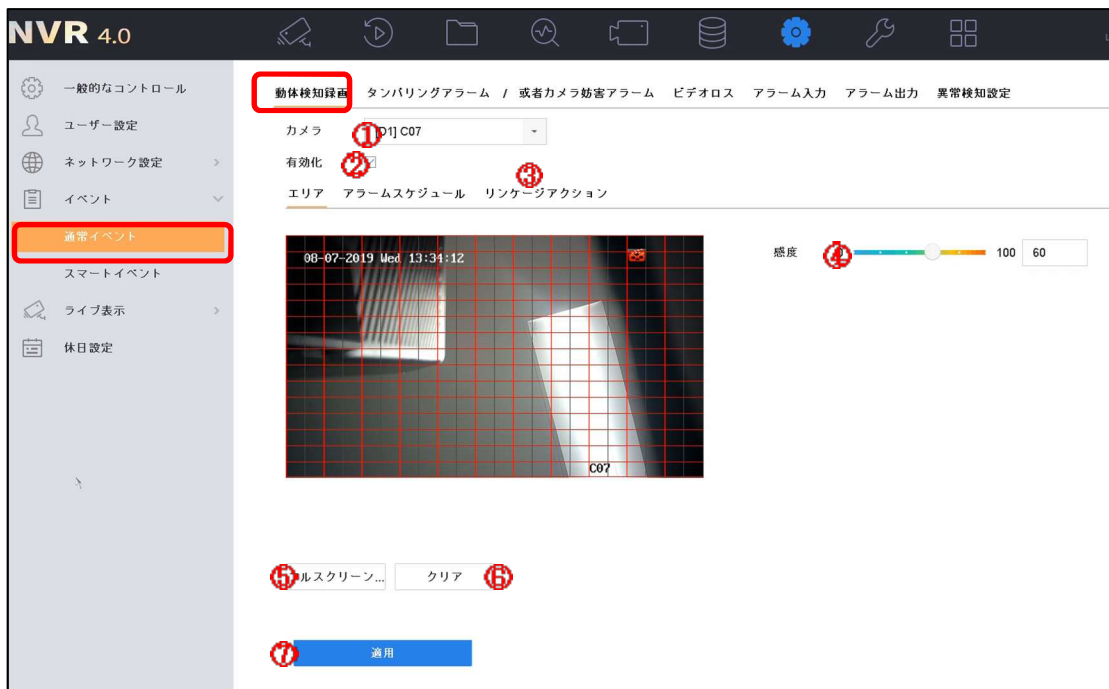 NVR 4.0
一般的なコントロール
ユーザー設定
ネットワーク設定
イベント
通常イベント
スマートイベント
ライブ表示
休日設定
動体検知録画 タンバリングアラーム / 或者カメラ妨害アラーム ビデオロス アラーム入力 アラーム出力 異常検知設定
カメラ ① D1] C07
有効化 ②
③
エリア アラームスケジュール リンケージアクション
08-07-2019 Wed 13:34:12
C07
感度 ④ 100 60
⑤ ルスクリーン... クリア ⑥
⑦ 適用